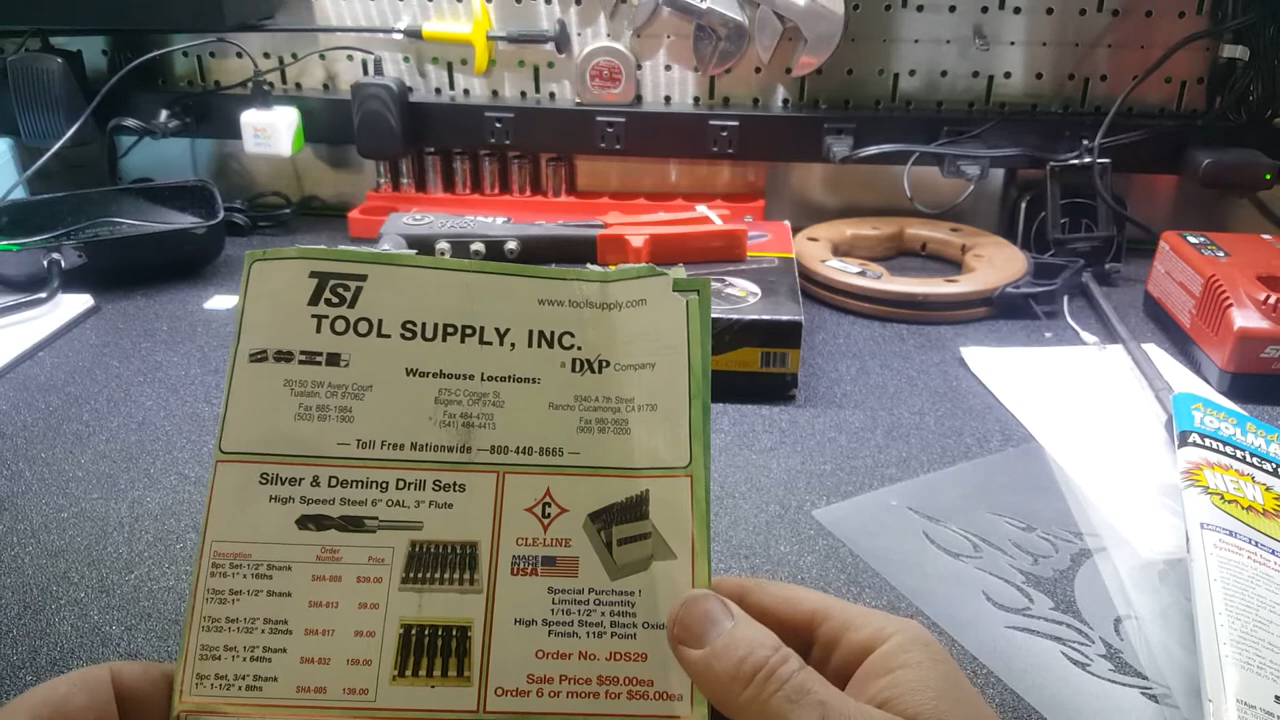 TSI
www.toolsupply.com
TOOL SUPPLY, INC.
a DXP Company
Warehouse Locations:
20150 SW Avery Court
Tualatin, OR 97062
Fax 885-1984
(503) 691-1900
675-C Conger St.
Eugene, OR 97402
Fax 484-4703
(541) 484-4413
9340-A 7th Street
Rancho Cucamonga, CA 91730
Fax 980-0629
(909) 987-0200
— Toll Free Nationwide —800-440-8665 —
Silver & Deming Drill Sets
High Speed Steel 6" OAL, 3" Flute
Description Order Number Price
8pc Set-1/2" Shank
9/16-1" x 16ths SHA-008 $39.00
13pc Set-1/2" Shank
17/32-1" SHA-013 59.00
17pc Set-1/2" Shank
13/32-1-1/32" x 32nds SHA-017 99.00
32pc Set, 1/2" Shank
33/64 - 1" x 64ths SHA-032 159.00
5pc Set, 3/4" Shank
1"- 1-1/2" x 8ths SHA-005 139.00
C
CLE-LINE
MADE IN
THE USA
Special Purchase !
Limited Quantity
1/16-1/2" x 64ths
High Speed Steel, Black Oxid
Finish, 118° Point
Order No. JDS29
Sale Price $59.00ea
Order 6 or more for $56.00ea
Auto Bod
TOOLMA
America's
NEW
Designed for
System Applica